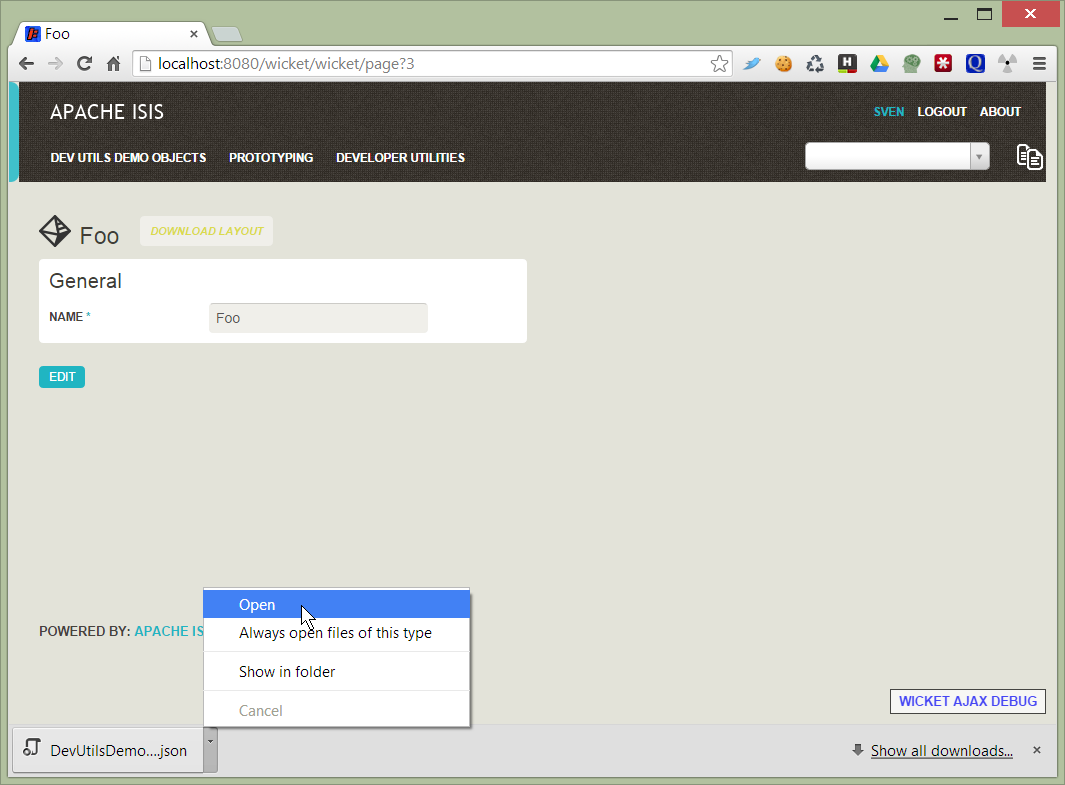 Foo
localhost:8080/wicket/wicket/page?3
H
Q
APACHE ISIS
SVEN LOGOUT ABOUT
DEV UTILS DEMO OBJECTS PROTOTYPING DEVELOPER UTILITIES
Foo DOWNLOAD LAYOUT
General
NAME * Foo
EDIT
Open
Always open files of this type
Show in folder
Cancel
POWERED BY: APACHE IS
WICKET AJAX DEBUG
DevUtilsDemo....json
Show all downloads...